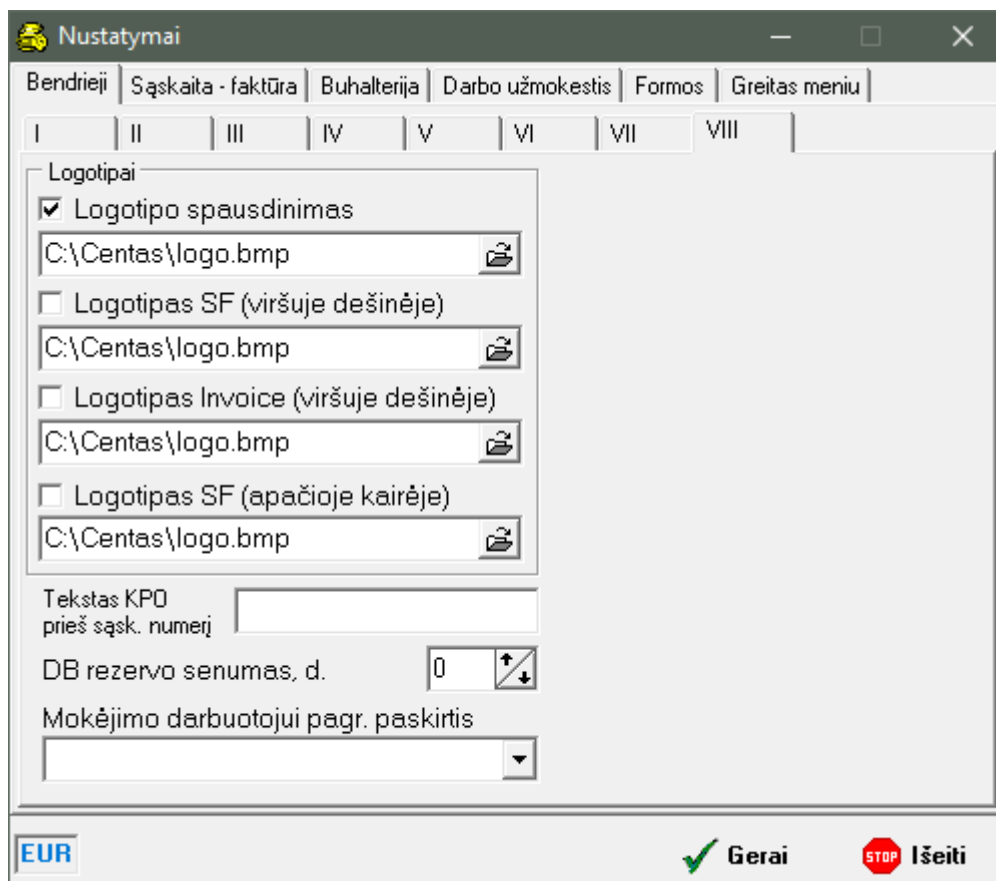 Nustatymai
Bendrieji Sąskaita - faktūra Buhalterija Darbo užmokestis Formos Greitas meniu
I II III IV V VI VII VIII
Logotipai
Logotipo spausdinimas
C:\Centas\logo.bmp
Logotipas SF (viršuje dešinėje)
C:\Centas\logo.bmp
Logotipas Invoice (viršuje dešinėje)
C:\Centas\logo.bmp
Logotipas SF (apačioje kairėje)
C:\Centas\logo.bmp
Tekstas KPO
prieš sąsk. numerį
DB rezervo senumas, d. 0
Mokėjimo darbuotojui pagr. paskirtis
EUR Gerai STOP Išeiti